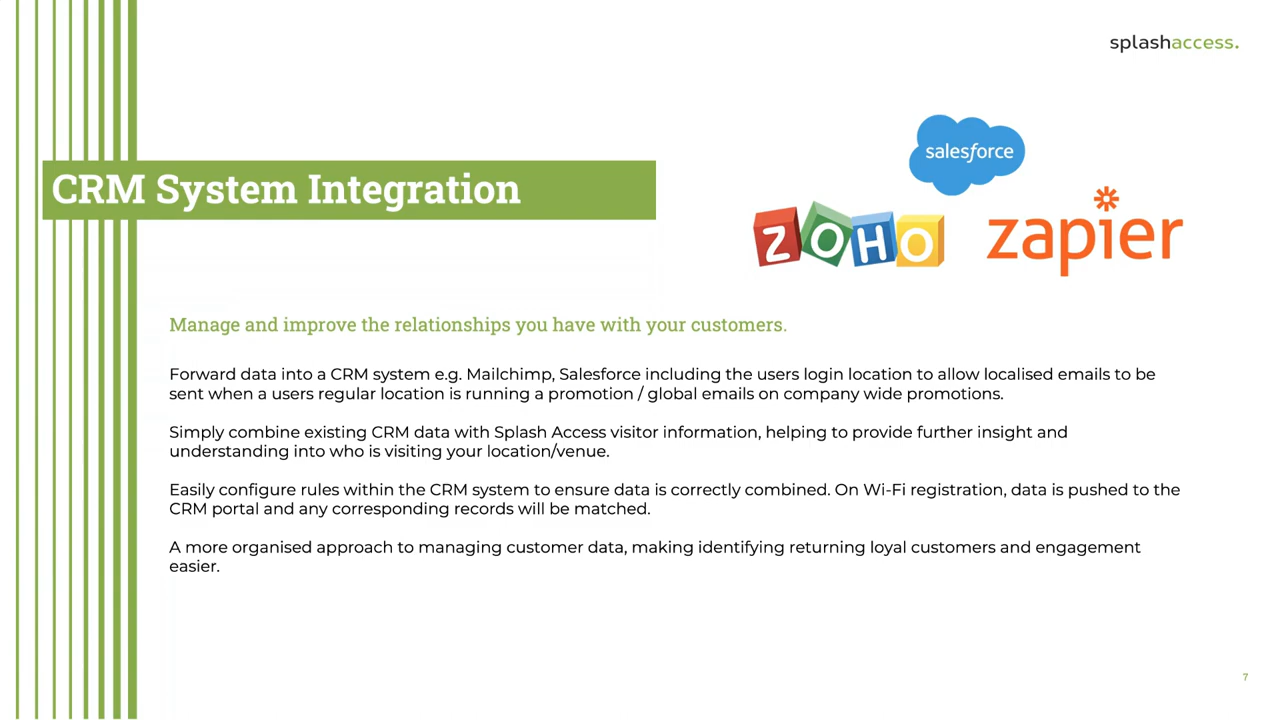 splashaccess.
salesforce
CRM System Integration
ZOHO
zapier
Manage and improve the relationships you have with your customers.
Forward data into a CRM system e.g. Mailchimp, Salesforce including the users login location to allow localised emails to be
sent when a users regular location is running a promotion / global emails on company wide promotions.
Simply combine existing CRM data with Splash Access visitor information, helping to provide further insight and
understanding into who is visiting your location/venue.
Easily configure rules within the CRM system to ensure data is correctly combined. On Wi-Fi registration, data is pushed to the
CRM portal and any corresponding records will be matched.
A more organised approach to managing customer data, making identifying returning loyal customers and engagement
easier.
7